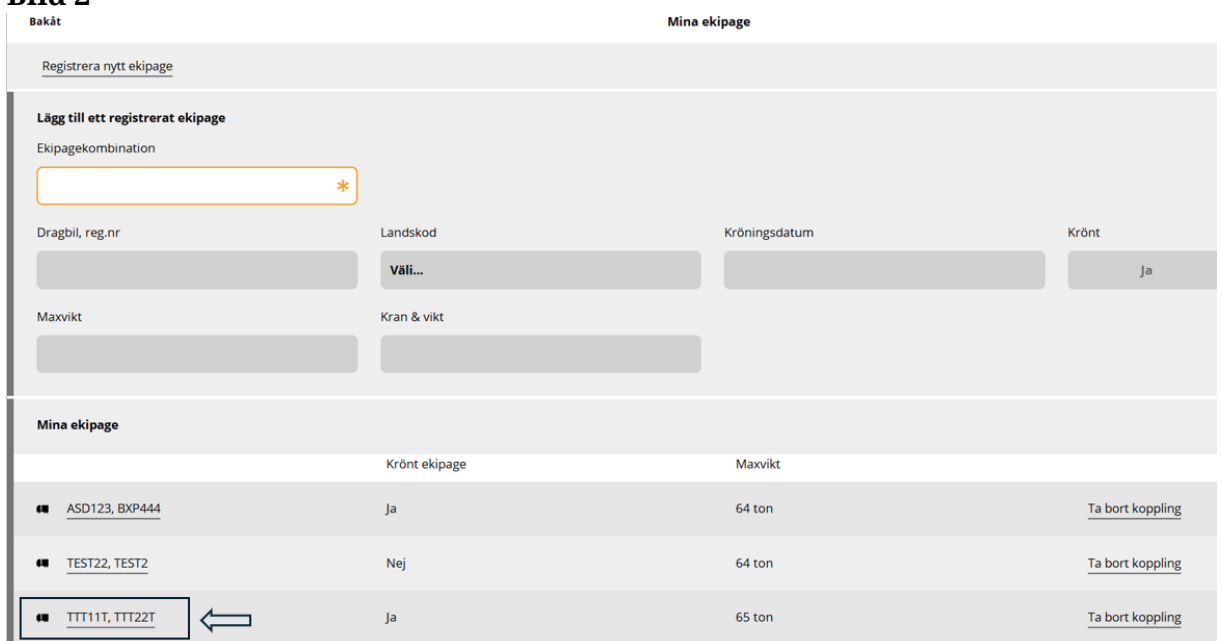 Bild 2
Bakåt Mina ekipage
Registrera nytt ekipage
Lägg till ett registrerat ekipage
Ekipagekombination
*
Dragbil, reg.nr Landskod Kröningsdatum Krönt
Väli... Ja
Maxvikt Kran & vikt
Mina ekipage
Krönt ekipage Maxvikt
ASD123, BXP444 Ja 64 ton Ta bort koppling
TEST22, TEST2 Nej 64 ton Ta bort koppling
TTT11T, TTT22T Ja 65 ton Ta bort koppling